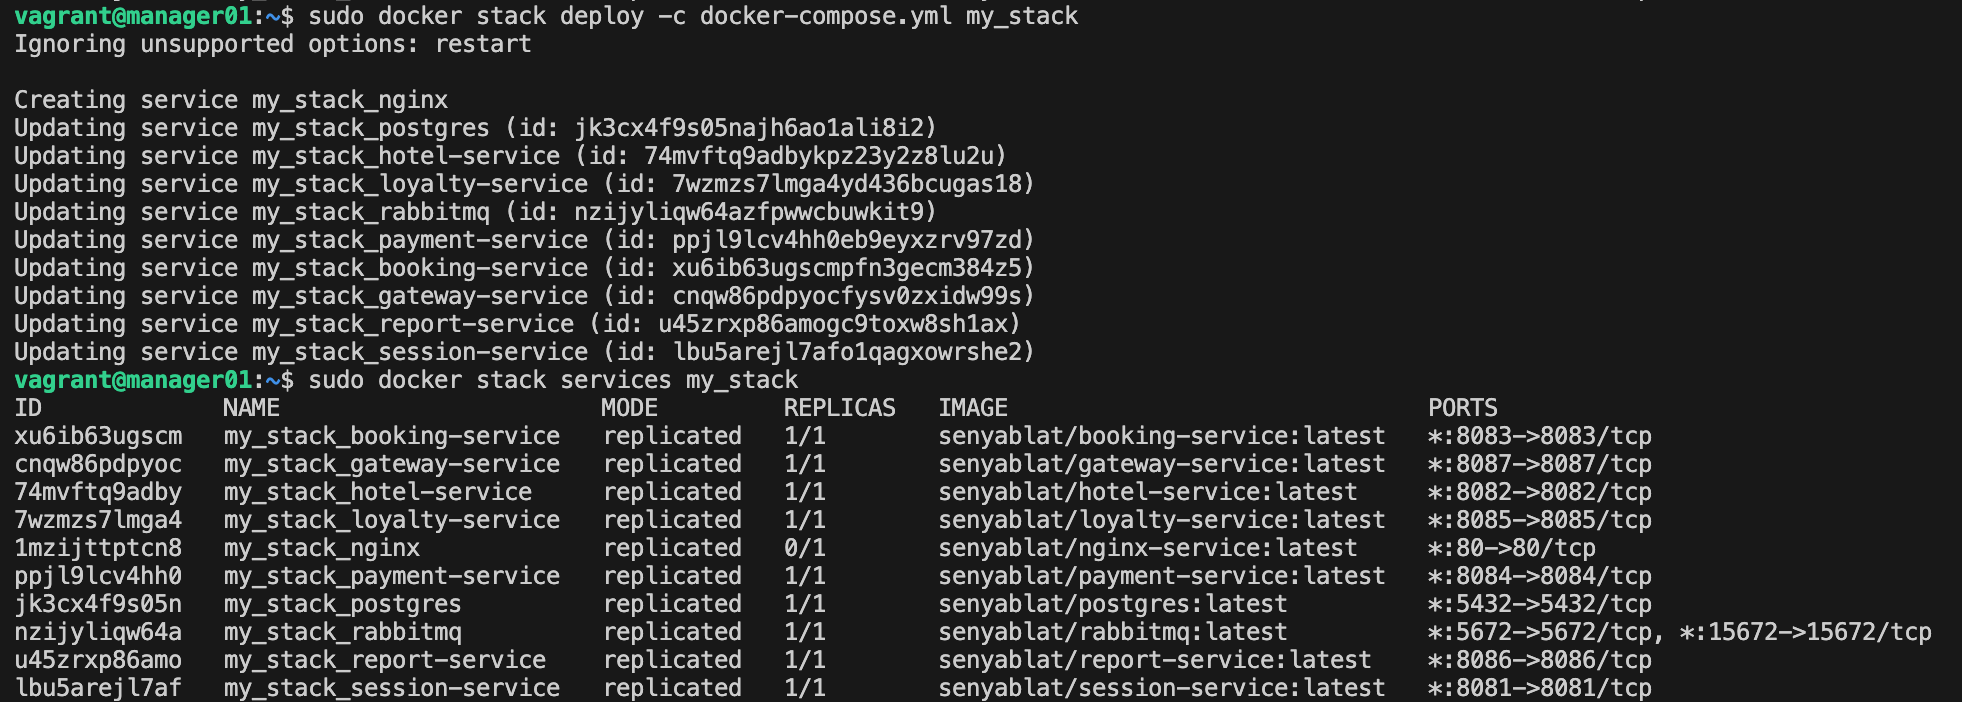 vagrant@manager01:~$ sudo docker stack deploy -c docker-compose.yml my_stack
Ignoring unsupported options: restart
Creating service my_stack_nginx
Updating service my_stack_postgres (id: jk3cx4f9s05najh6ao1ali8i2)
Updating service my_stack_hotel-service (id: 74mvftq9adbykpz23y2z8lu2u)
Updating service my_stack_loyalty-service (id: 7wzmzs7lmga4yd436bcugas18)
Updating service my_stack_rabbitmq (id: nzijyliqw64azfpwwcbuwkit9)
Updating service my_stack_payment-service (id: ppjl9lcv4hh0eb9eyxzrv97zd)
Updating service my_stack_booking-service (id: xu6ib63ugscmpfn3gecm384z5)
Updating service my_stack_gateway-service (id: cnqw86pdpyocfysv0zxidw99s)
Updating service my_stack_report-service (id: u45zrxp86amogc9toxw8sh1ax)
Updating service my_stack_session-service (id: lbu5arejl7afo1qagxowrshe2)
vagrant@manager01:~$ sudo docker stack services my_stack
ID NAME MODE REPLICAS IMAGE PORTS
xu6ib63ugscm my_stack_booking-service replicated 1/1 senyablat/booking-service:latest *:8083->8083/tcp
cnqw86pdpyoc my_stack_gateway-service replicated 1/1 senyablat/gateway-service:latest *:8087->8087/tcp
74mvftq9adby my_stack_hotel-service replicated 1/1 senyablat/hotel-service:latest *:8082->8082/tcp
7wzmzs7lmga4 my_stack_loyalty-service replicated 1/1 senyablat/loyalty-service:latest *:8085->8085/tcp
1mzijttptcn8 my_stack_nginx replicated 0/1 senyablat/nginx-service:latest *:80->80/tcp
ppjl9lcv4hh0 my_stack_payment-service replicated 1/1 senyablat/payment-service:latest *:8084->8084/tcp
jk3cx4f9s05n my_stack_postgres replicated 1/1 senyablat/postgres:latest *:5432->5432/tcp
nzijyliqw64a my_stack_rabbitmq replicated 1/1 senyablat/rabbitmq:latest *:5672->5672/tcp, *:15672->15672/tcp
u45zrxp86amo my_stack_report-service replicated 1/1 senyablat/report-service:latest *:8086->8086/tcp
lbu5arejl7af my_stack_session-service replicated 1/1 senyablat/session-service:latest *:8081->8081/tcp